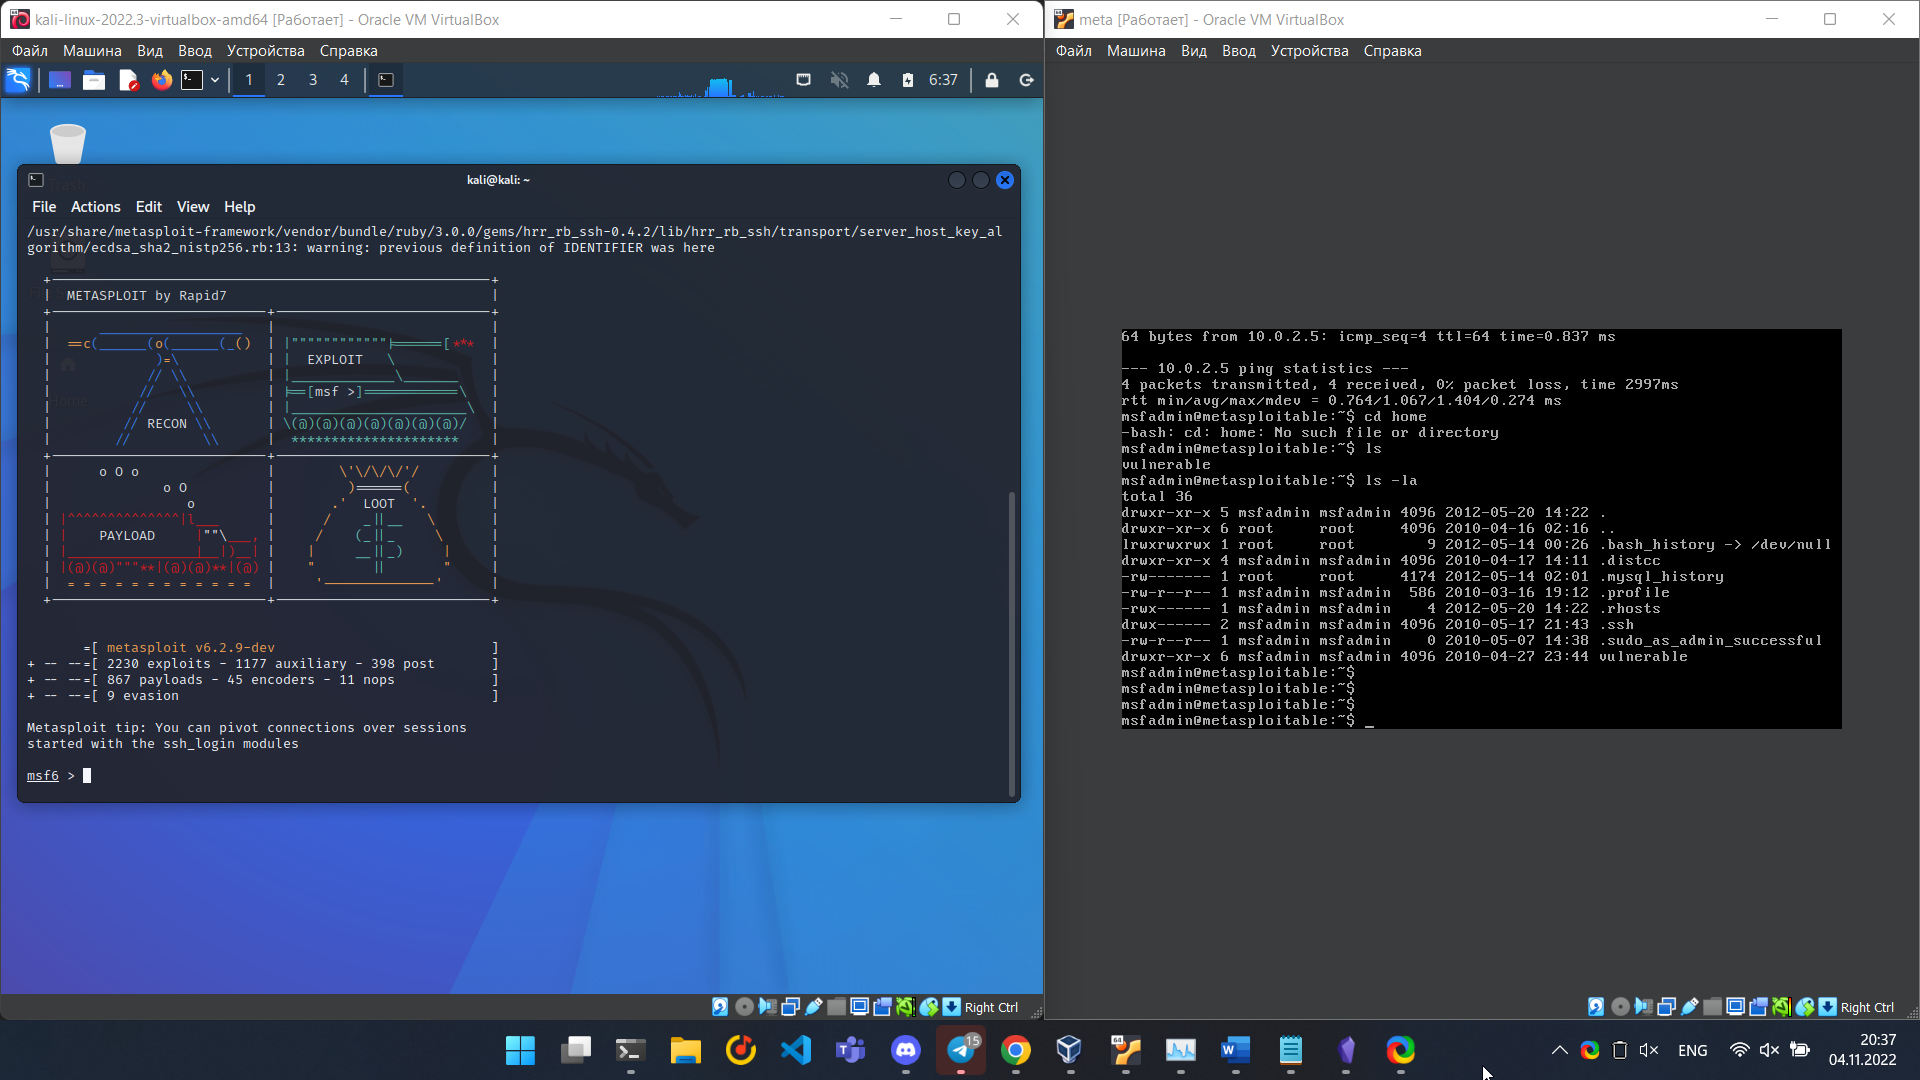 kali-linux-2022.3-virtualbox-amd64 [Работает] - Oracle VM VirtualBox
Файл Машина Вид Ввод Устройства Справка
1 2 3 4 6:37
kali@kali: ~
File Actions Edit View Help
/usr/share/metasploit-framework/vendor/bundle/ruby/3.0.0/gems/hrr_rb_ssh-0.4.2/lib/hrr_rb_ssh/transport/server_host_key_al
gorithm/ecdsa_sha2_nistp256.rb:13: warning: previous definition of IDENTIFIER was here
METASPLOIT by Rapid7
EXPLOIT
[msf >]
RECON
LOOT
PAYLOAD
=[ metasploit v6.2.9-dev ]
+ -- --=[ 2230 exploits - 1177 auxiliary - 398 post ]
+ -- --=[ 867 payloads - 45 encoders - 11 nops ]
+ -- --=[ 9 evasion ]
Metasploit tip: You can pivot connections over sessions
started with the ssh_login modules
msf6 >
Right Ctrl
meta [Работает] - Oracle VM VirtualBox
Файл Машина Вид Ввод Устройства Справка
64 bytes from 10.0.2.5: icmp_seq=4 ttl=64 time=0.837 ms
--- 10.0.2.5 ping statistics ---
4 packets transmitted, 4 received, 0% packet loss, time 2997ms
rtt min/avg/max/mdev = 0.764/1.067/1.404/0.274 ms
msfadmin@metasploitable:~$ cd home
-bash: cd: home: No such file or directory
msfadmin@metasploitable:~$ ls
vulnerable
msfadmin@metasploitable:~$ ls -la
total 36
drwxr-xr-x 5 msfadmin msfadmin 4096 2012-05-20 14:22 .
drwxr-xr-x 6 root root 4096 2010-04-16 02:16 ..
lrwxrwxrwx 1 root root 9 2012-05-14 00:26 .bash_history -> /dev/null
drwxr-xr-x 4 msfadmin msfadmin 4096 2010-04-17 14:11 .distcc
-rw------- 1 root root 4174 2012-05-14 02:01 .mysql_history
-rw-r--r-- 1 msfadmin msfadmin 586 2010-03-16 19:12 .profile
-rwx------ 1 msfadmin msfadmin 4 2012-05-20 14:22 .rhosts
drwx------ 2 msfadmin msfadmin 4096 2010-05-17 21:43 .ssh
-rw-r--r-- 1 msfadmin msfadmin 0 2010-05-07 14:38 .sudo_as_admin_successful
drwxr-xr-x 6 msfadmin msfadmin 4096 2010-04-27 23:44 vulnerable
msfadmin@metasploitable:~$
msfadmin@metasploitable:~$
msfadmin@metasploitable:~$
msfadmin@metasploitable:~$ _
Right Ctrl
15
ENG
20:37
04.11.2022